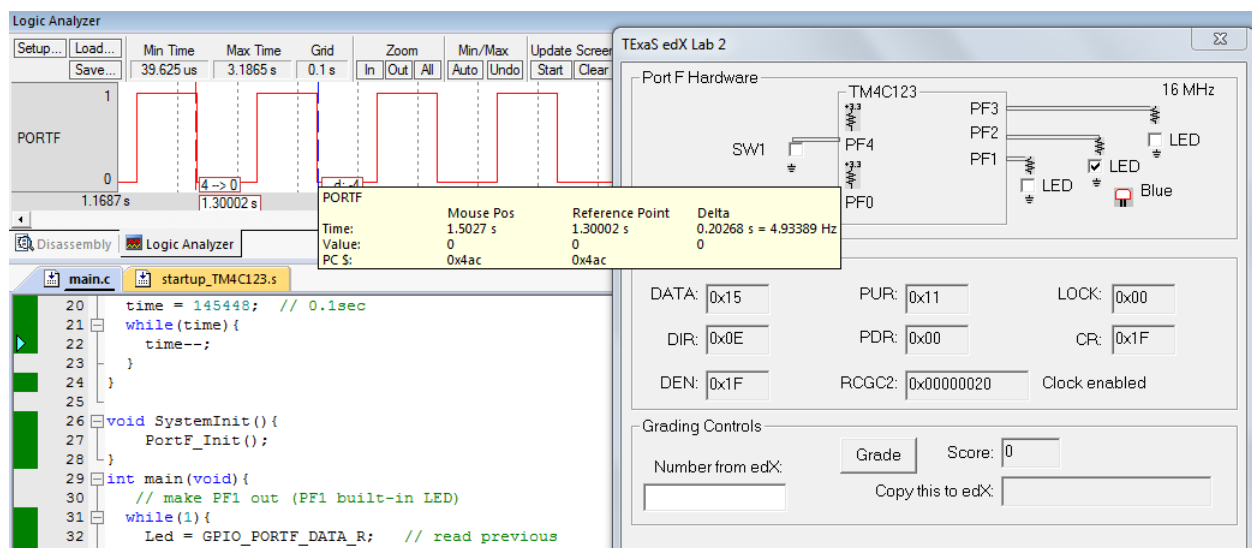 Logic Analyzer
Setup... Load... Min Time Max Time Grid Zoom Min/Max Update Screen
Save... 39.625 us 3.1865 s 0.1 s In Out All Auto Undo Start Clear
1
PORTF
0
4 --> 0 d: -4
1.1687 s 1.30002 s
PORTF
Mouse Pos Reference Point Delta
Time: 1.5027 s 1.30002 s 0.20268 s = 4.93389 Hz
Value: 0 0 0
PC $: 0x4ac 0x4ac
Disassembly Logic Analyzer
main.c startup_TM4C123.s
20 time = 145448; // 0.1sec
21 while(time){
22 time--;
23 }
24 }
25
26 void SystemInit(){
27 PortF_Init();
28 }
29 int main(void){
30 // make PF1 out (PF1 built-in LED)
31 while(1){
32 Led = GPIO_PORTF_DATA_R; // read previous
TExaS edX Lab 2
Port F Hardware
TM4C123 16 MHz
+3.3 PF3
SW1 PF4 PF2 LED
+3.3 PF1 LED
LED Blue
PF0
DATA: 0x15 PUR: 0x11 LOCK: 0x00
DIR: 0x0E PDR: 0x00 CR: 0x1F
DEN: 0x1F RCGC2: 0x00000020 Clock enabled
Grading Controls
Number from edX: Grade Score: 0
Copy this to edX: